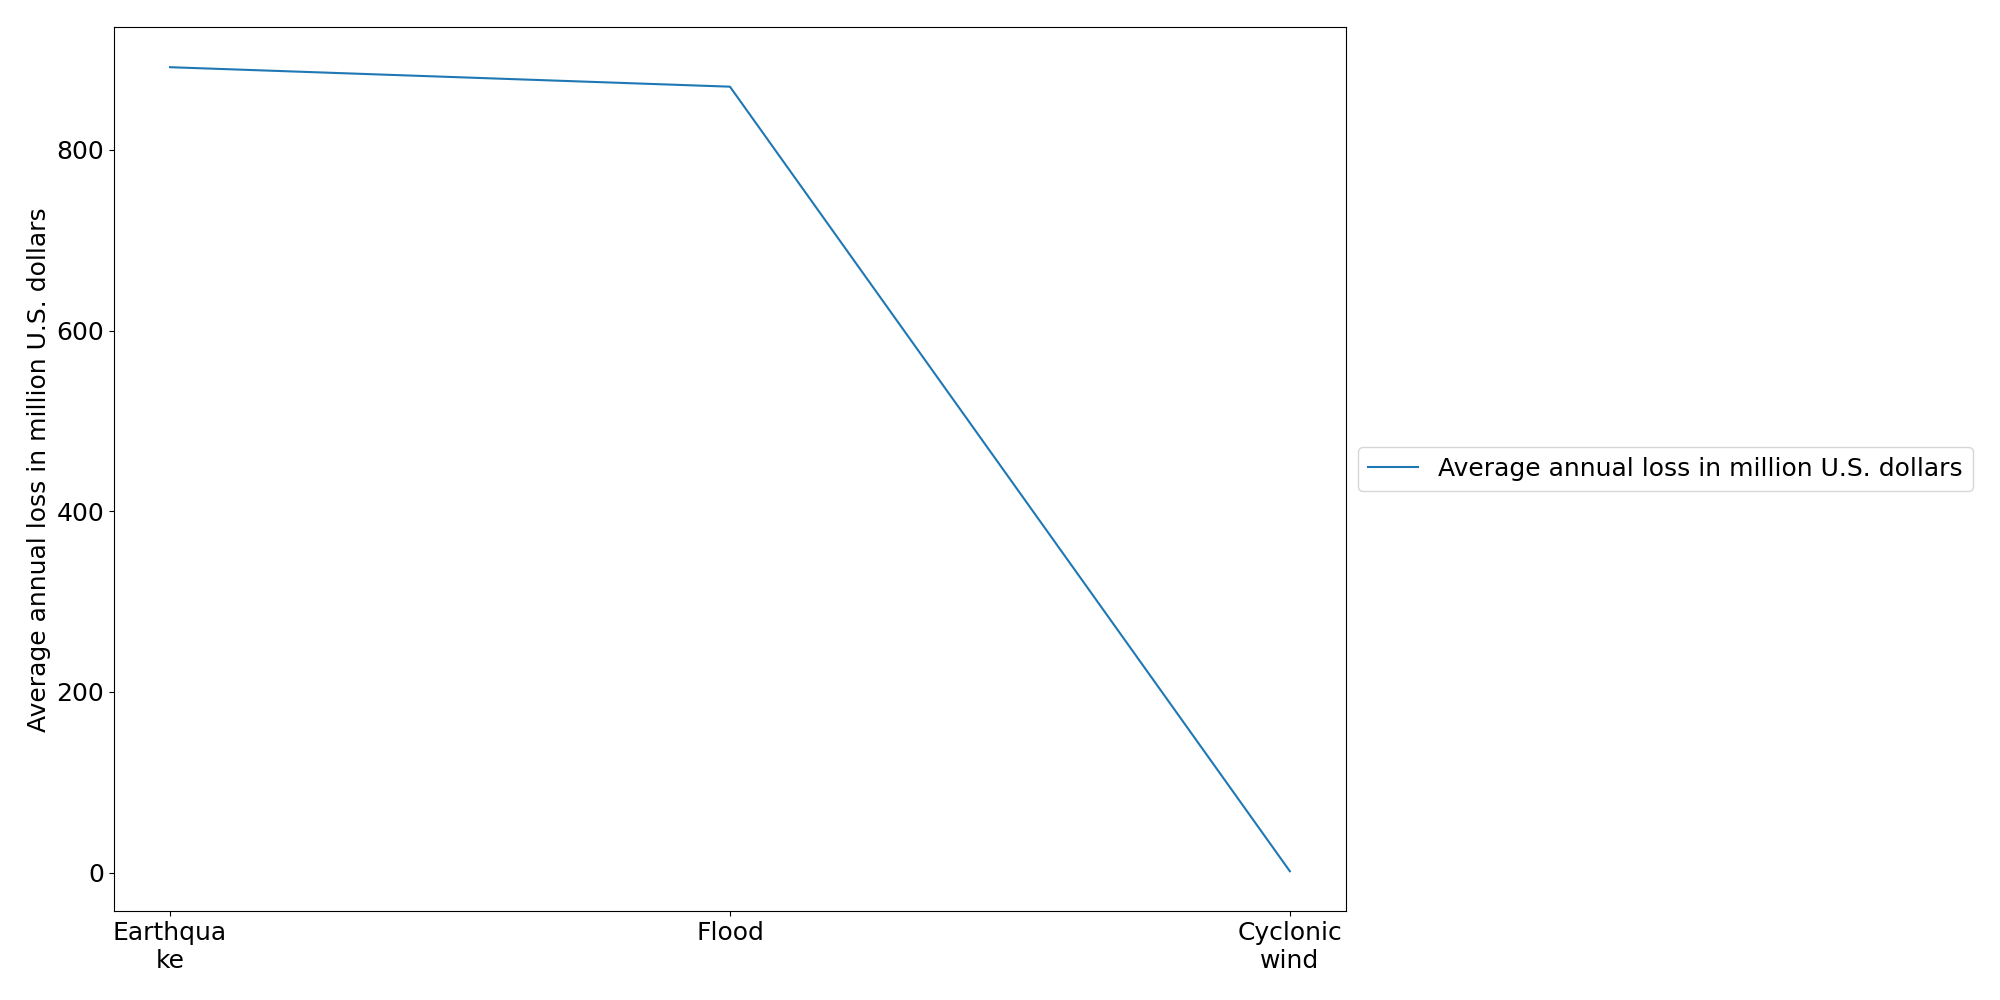 Average annual loss in million U.S. dollars
800
600
400
200
0
Earthqua
ke
Flood
Cyclonic
wind
Average annual loss in million U.S. dollars